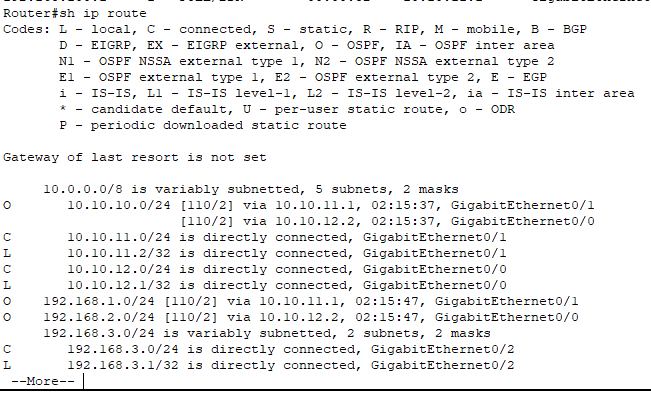 Router#sh ip route
Codes: L - local, C - connected, S - static, R - RIP, M - mobile, B - BGP
       D - EIGRP, EX - EIGRP external, O - OSPF, IA - OSPF inter area
       N1 - OSPF NSSA external type 1, N2 - OSPF NSSA external type 2
       E1 - OSPF external type 1, E2 - OSPF external type 2, E - EGP
       i - IS-IS, L1 - IS-IS level-1, L2 - IS-IS level-2, ia - IS-IS inter area
       * - candidate default, U - per-user static route, o - ODR
       P - periodic downloaded static route

Gateway of last resort is not set

     10.0.0.0/8 is variably subnetted, 5 subnets, 2 masks
O       10.10.10.0/24 [110/2] via 10.10.11.1, 02:15:37, GigabitEthernet0/1
                      [110/2] via 10.10.12.2, 02:15:37, GigabitEthernet0/0
C       10.10.11.0/24 is directly connected, GigabitEthernet0/1
L       10.10.11.2/32 is directly connected, GigabitEthernet0/1
C       10.10.12.0/24 is directly connected, GigabitEthernet0/0
L       10.10.12.1/32 is directly connected, GigabitEthernet0/0
O    192.168.1.0/24 [110/2] via 10.10.11.1, 02:15:47, GigabitEthernet0/1
O    192.168.2.0/24 [110/2] via 10.10.12.2, 02:15:47, GigabitEthernet0/0
     192.168.3.0/24 is variably subnetted, 2 subnets, 2 masks
C       192.168.3.0/24 is directly connected, GigabitEthernet0/2
L       192.168.3.1/32 is directly connected, GigabitEthernet0/2
 --More--